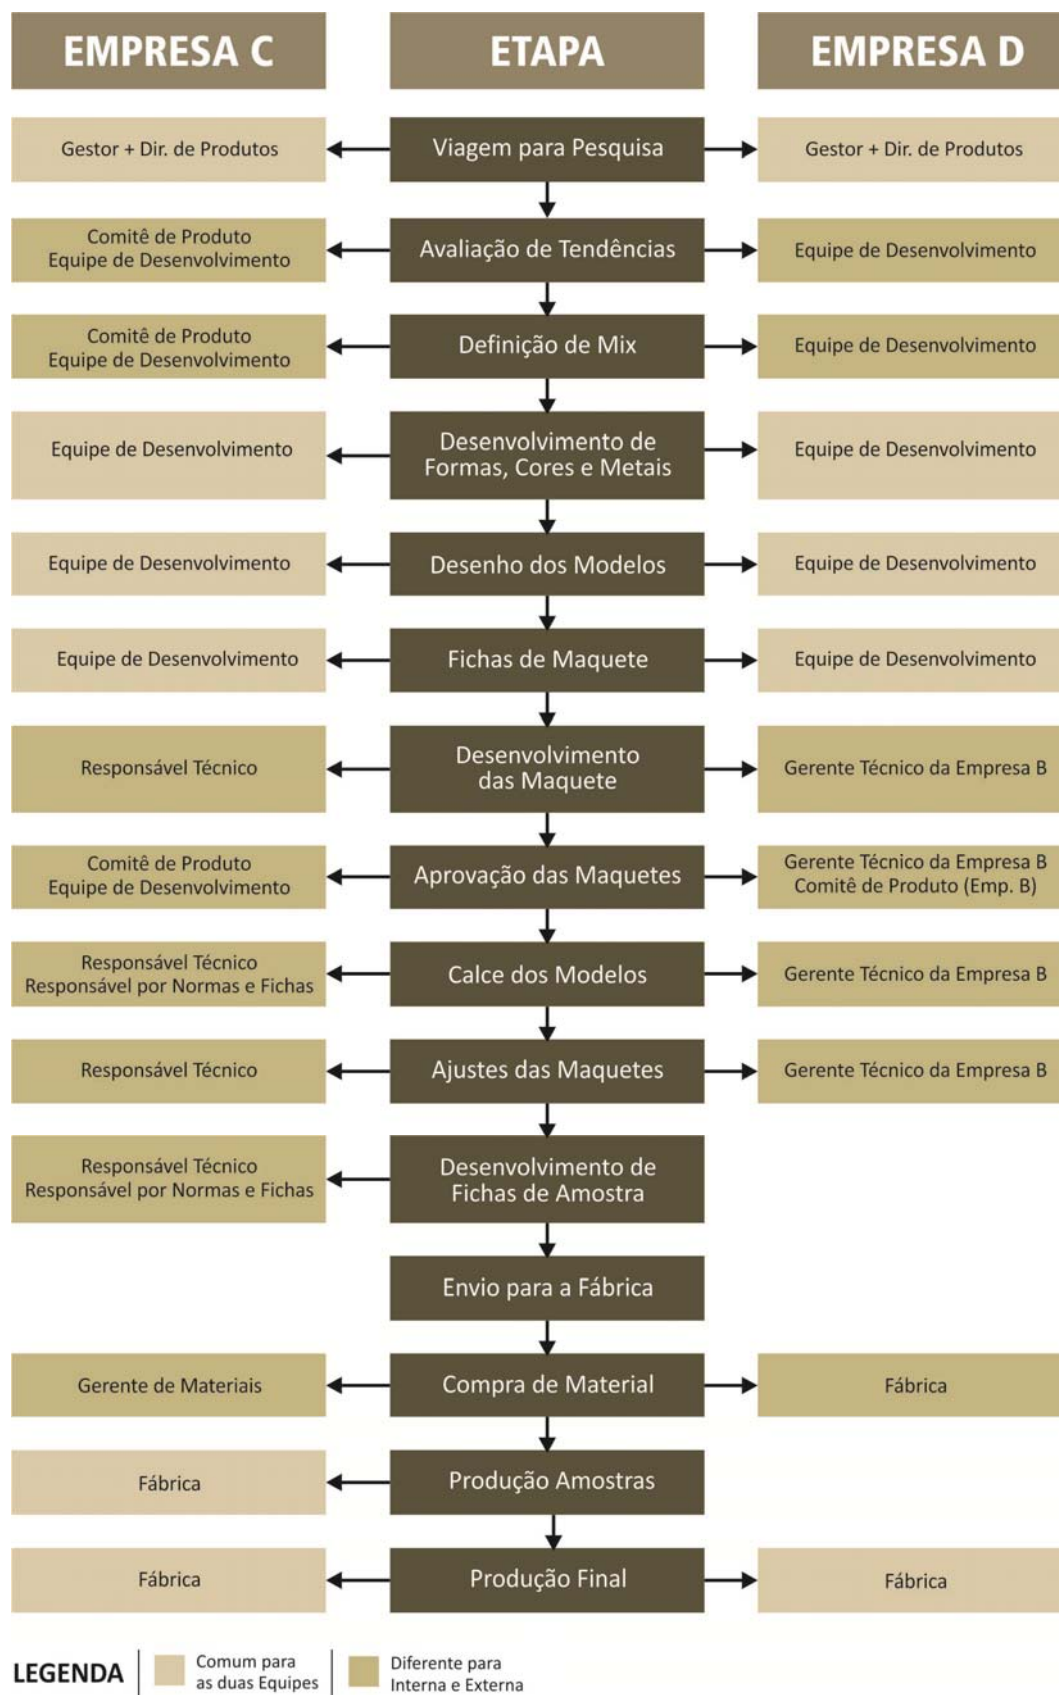 EMPRESA C
ETAPA
EMPRESA D
Gestor + Dir. de Produtos
Viagem para Pesquisa
Gestor + Dir. de Produtos
Comitê de Produto
Equipe de Desenvolvimento
Avaliação de Tendências
Equipe de Desenvolvimento
Comitê de Produto
Equipe de Desenvolvimento
Definição de Mix
Equipe de Desenvolvimento
Equipe de Desenvolvimento
Desenvolvimento de
Formas, Cores e Metais
Equipe de Desenvolvimento
Equipe de Desenvolvimento
Desenho dos Modelos
Equipe de Desenvolvimento
Equipe de Desenvolvimento
Fichas de Maquete
Equipe de Desenvolvimento
Responsável Técnico
Desenvolvimento
das Maquete
Gerente Técnico da Empresa B
Comitê de Produto
Equipe de Desenvolvimento
Aprovação das Maquetes
Gerente Técnico da Empresa B
Comitê de Produto (Emp. B)
Responsável Técnico
Responsável por Normas e Fichas
Calce dos Modelos
Gerente Técnico da Empresa B
Responsável Técnico
Ajustes das Maquetes
Gerente Técnico da Empresa B
Responsável Técnico
Responsável por Normas e Fichas
Desenvolvimento de
Fichas de Amostra
Envio para a Fábrica
Gerente de Materiais
Compra de Material
Fábrica
Fábrica
Produção Amostras
Fábrica
Produção Final
Fábrica
LEGENDA
Comum para
as duas Equipes
Diferente para
Interna e Externa